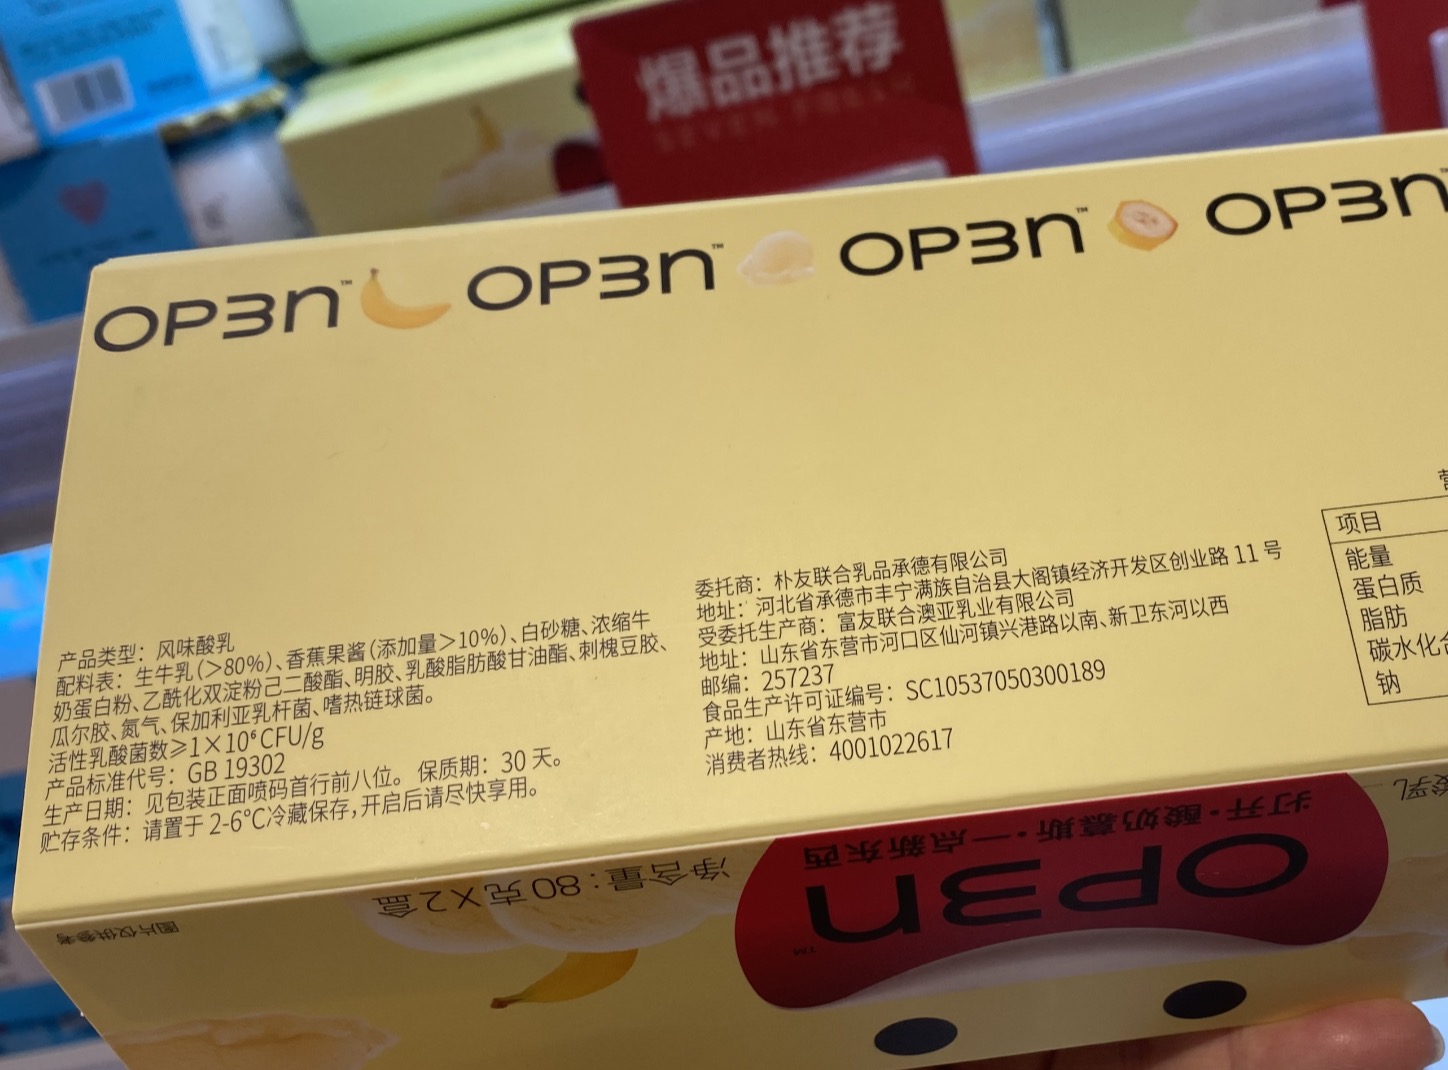 爆品推荐
SEVEN FRESH
OP3n™ OP3n™ OP3n™ OP3n
产品类型：风味酸乳
配料表：生牛乳（>80%）、香蕉果酱（添加量>10%）、白砂糖、浓缩牛
奶蛋白粉、乙酰化双淀粉己二酸酯、明胶、乳酸脂肪酸甘油酯、刺槐豆胶、
瓜尔胶、氮气、保加利亚乳杆菌、嗜热链球菌。
活性乳酸菌数≥1×10⁶CFU/g
产品标准代号：GB 19302
生产日期：见包装正面喷码首行前八位。 保质期：30 天。
贮存条件：请置于 2-6°C冷藏保存,开启后请尽快享用。
委托商：朴友联合乳品承德有限公司
地址：河北省承德市丰宁满族自治县大阁镇经济开发区创业路 11 号
受委托生产商：富友联合澳亚乳业有限公司
地址：山东省东营市河口区仙河镇兴港路以南、新卫东河以西
邮编：257237
食品生产许可证编号：SC10537050300189
产地：山东省东营市
消费者热线：4001022617
项目
能量
蛋白质
脂肪
碳水化合
钠
图片仅供参考
净含量：80克×2盒
打开·酸奶慕斯·一点新东西
OP3n™
酸乳